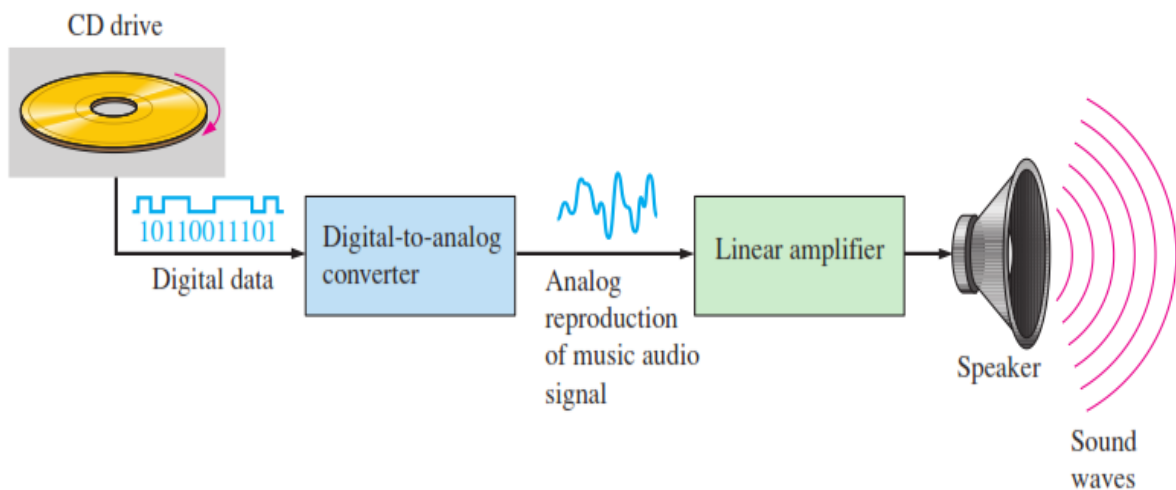 CD drive
10110011101
Digital data
Digital-to-analog
converter
Analog
reproduction
of music audio
signal
Linear amplifier
Speaker
Sound
waves